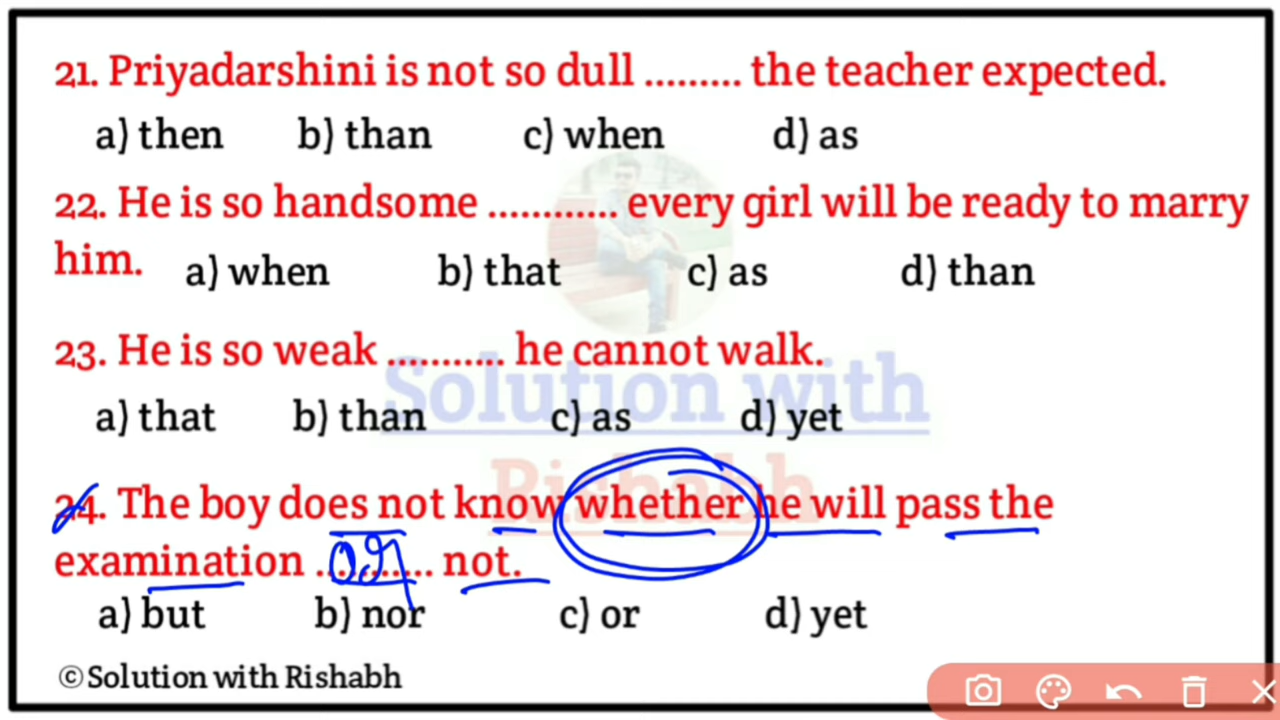 21. Priyadarshini is not so dull ......... the teacher expected.
a) then b) than c) when d) as
22. He is so handsome ............ every girl will be ready to marry
him. a) when b) that c) as d) than
23. He is so weak ........... he cannot walk.
a) that b) than c) as d) yet
Solution with
Rishabh
24. The boy does not know whether he will pass the
examination ........... not.
or
a) but b) nor c) or d) yet
©Solution with Rishabh